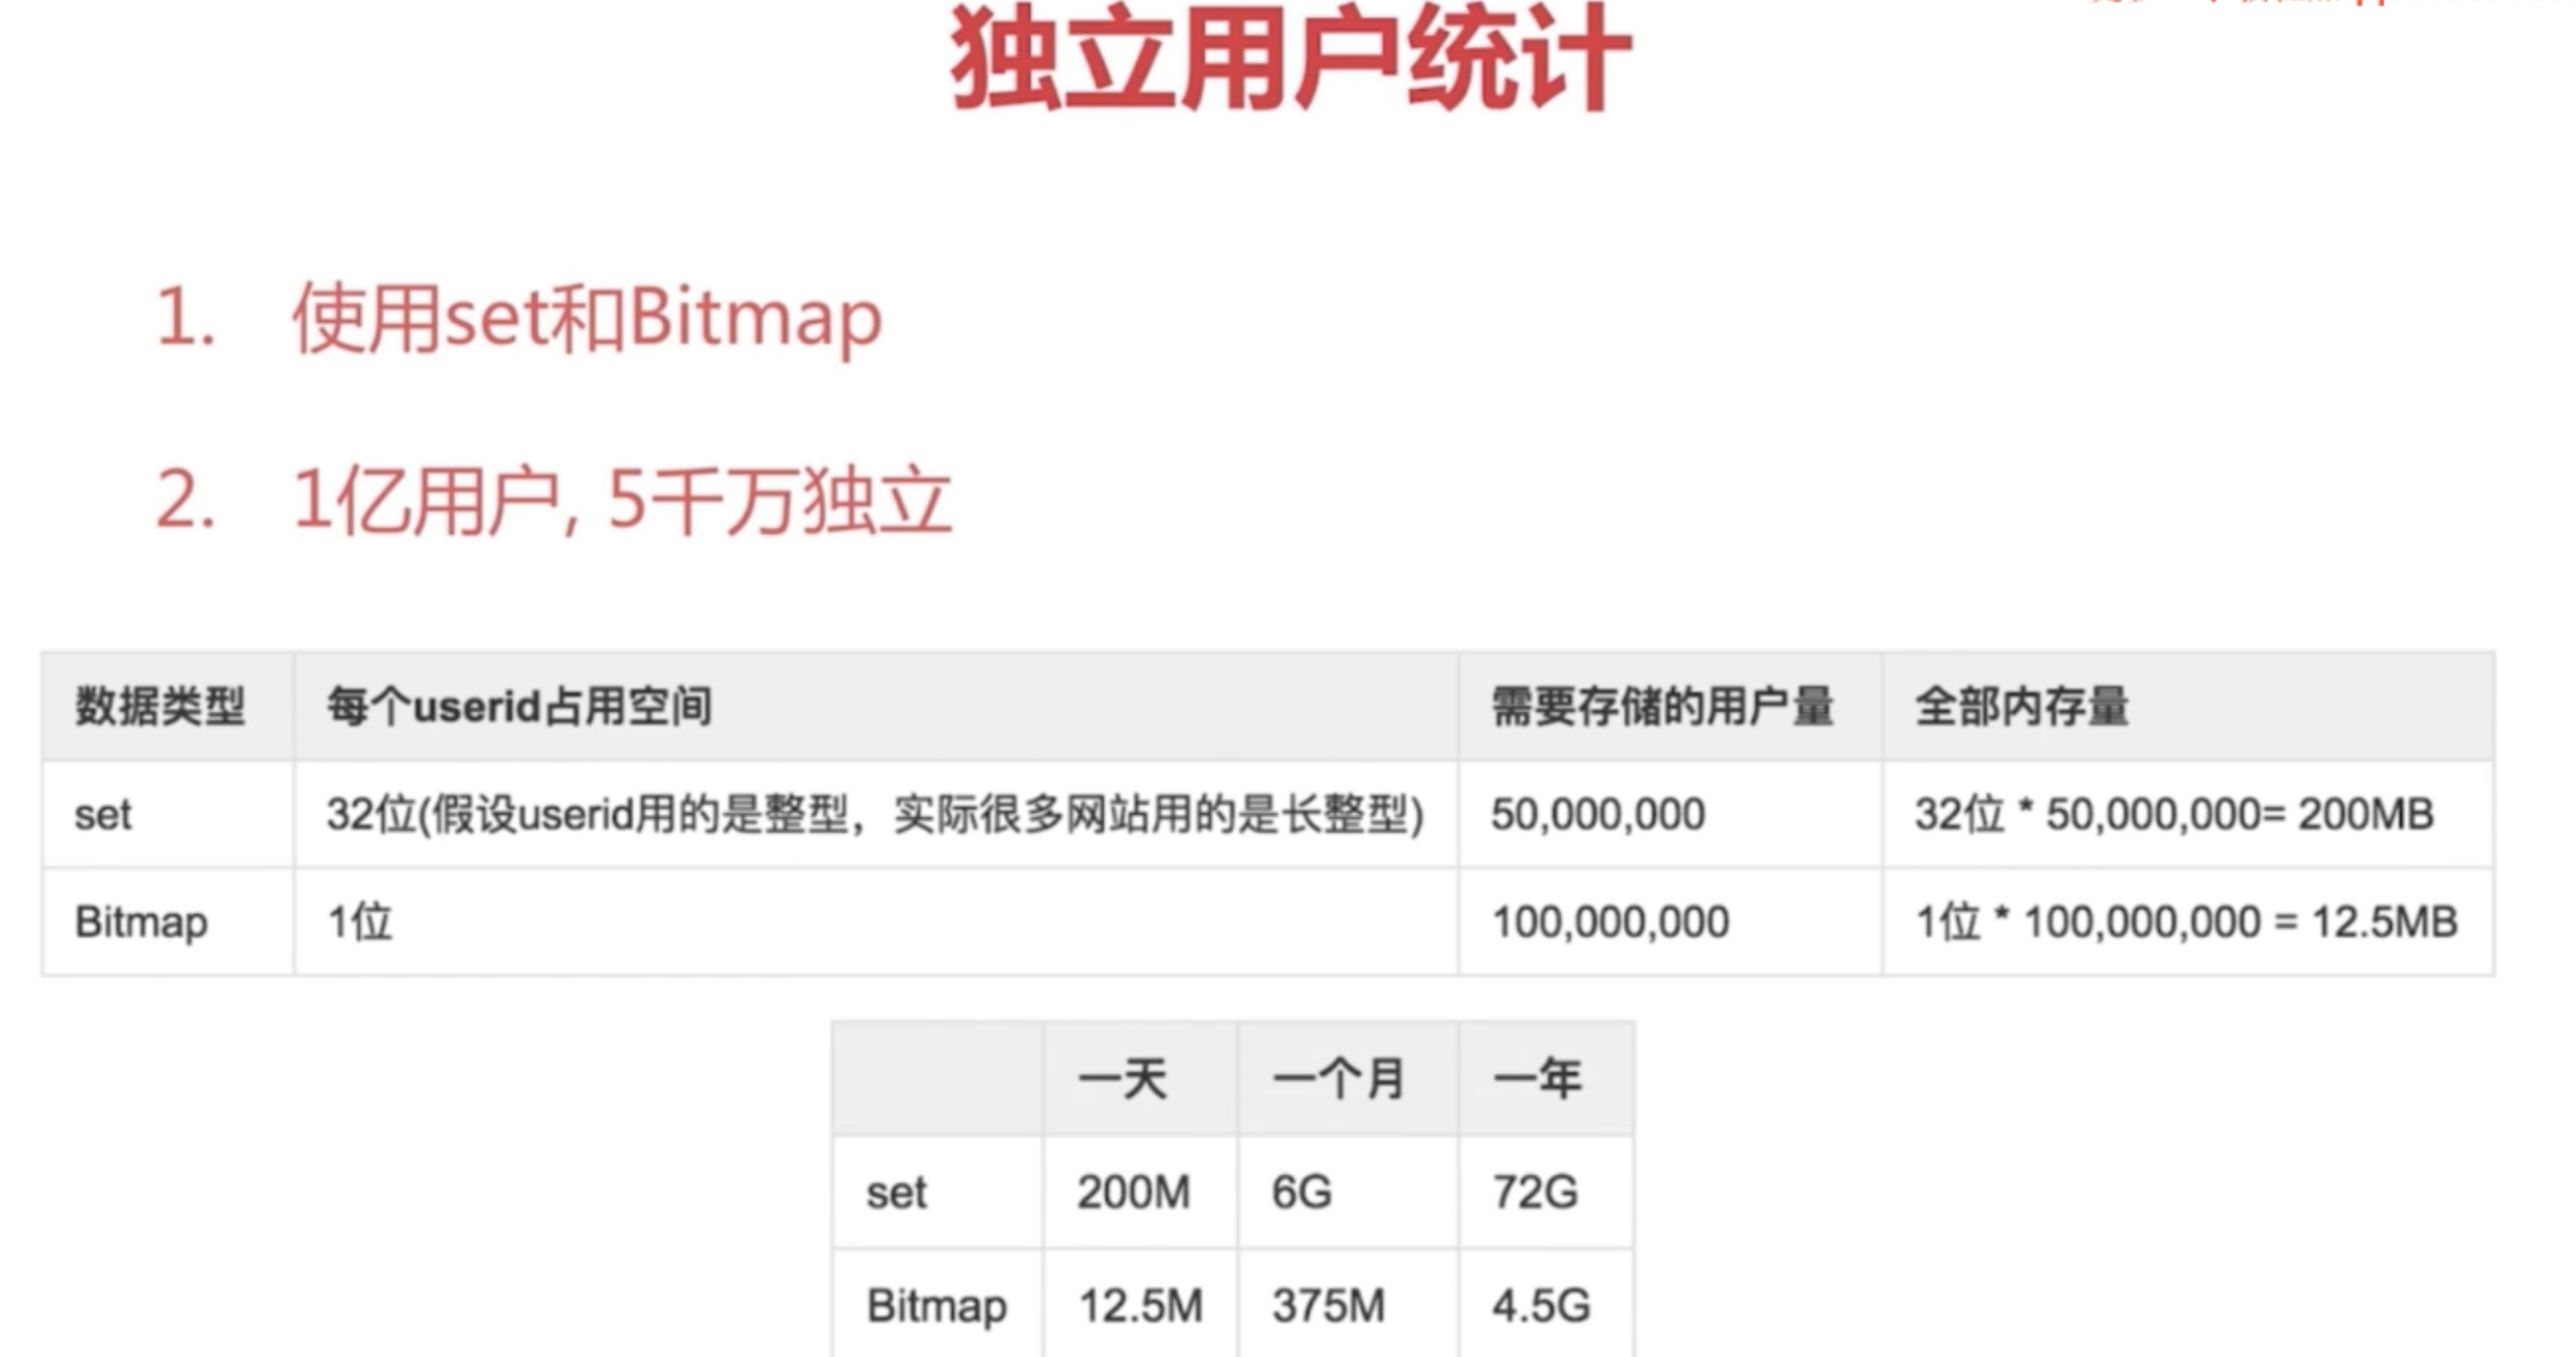 独立用户统计
1. 使用set和Bitmap
2. 1亿用户, 5千万独立
数据类型 每个userid占用空间 需要存储的用户量 全部内存量
set 32位(假设userid用的是整型，实际很多网站用的是长整型) 50,000,000 32位 * 50,000,000= 200MB
Bitmap 1位 100,000,000 1位 * 100,000,000 = 12.5MB
一天 一个月 一年
set 200M 6G 72G
Bitmap 12.5M 375M 4.5G